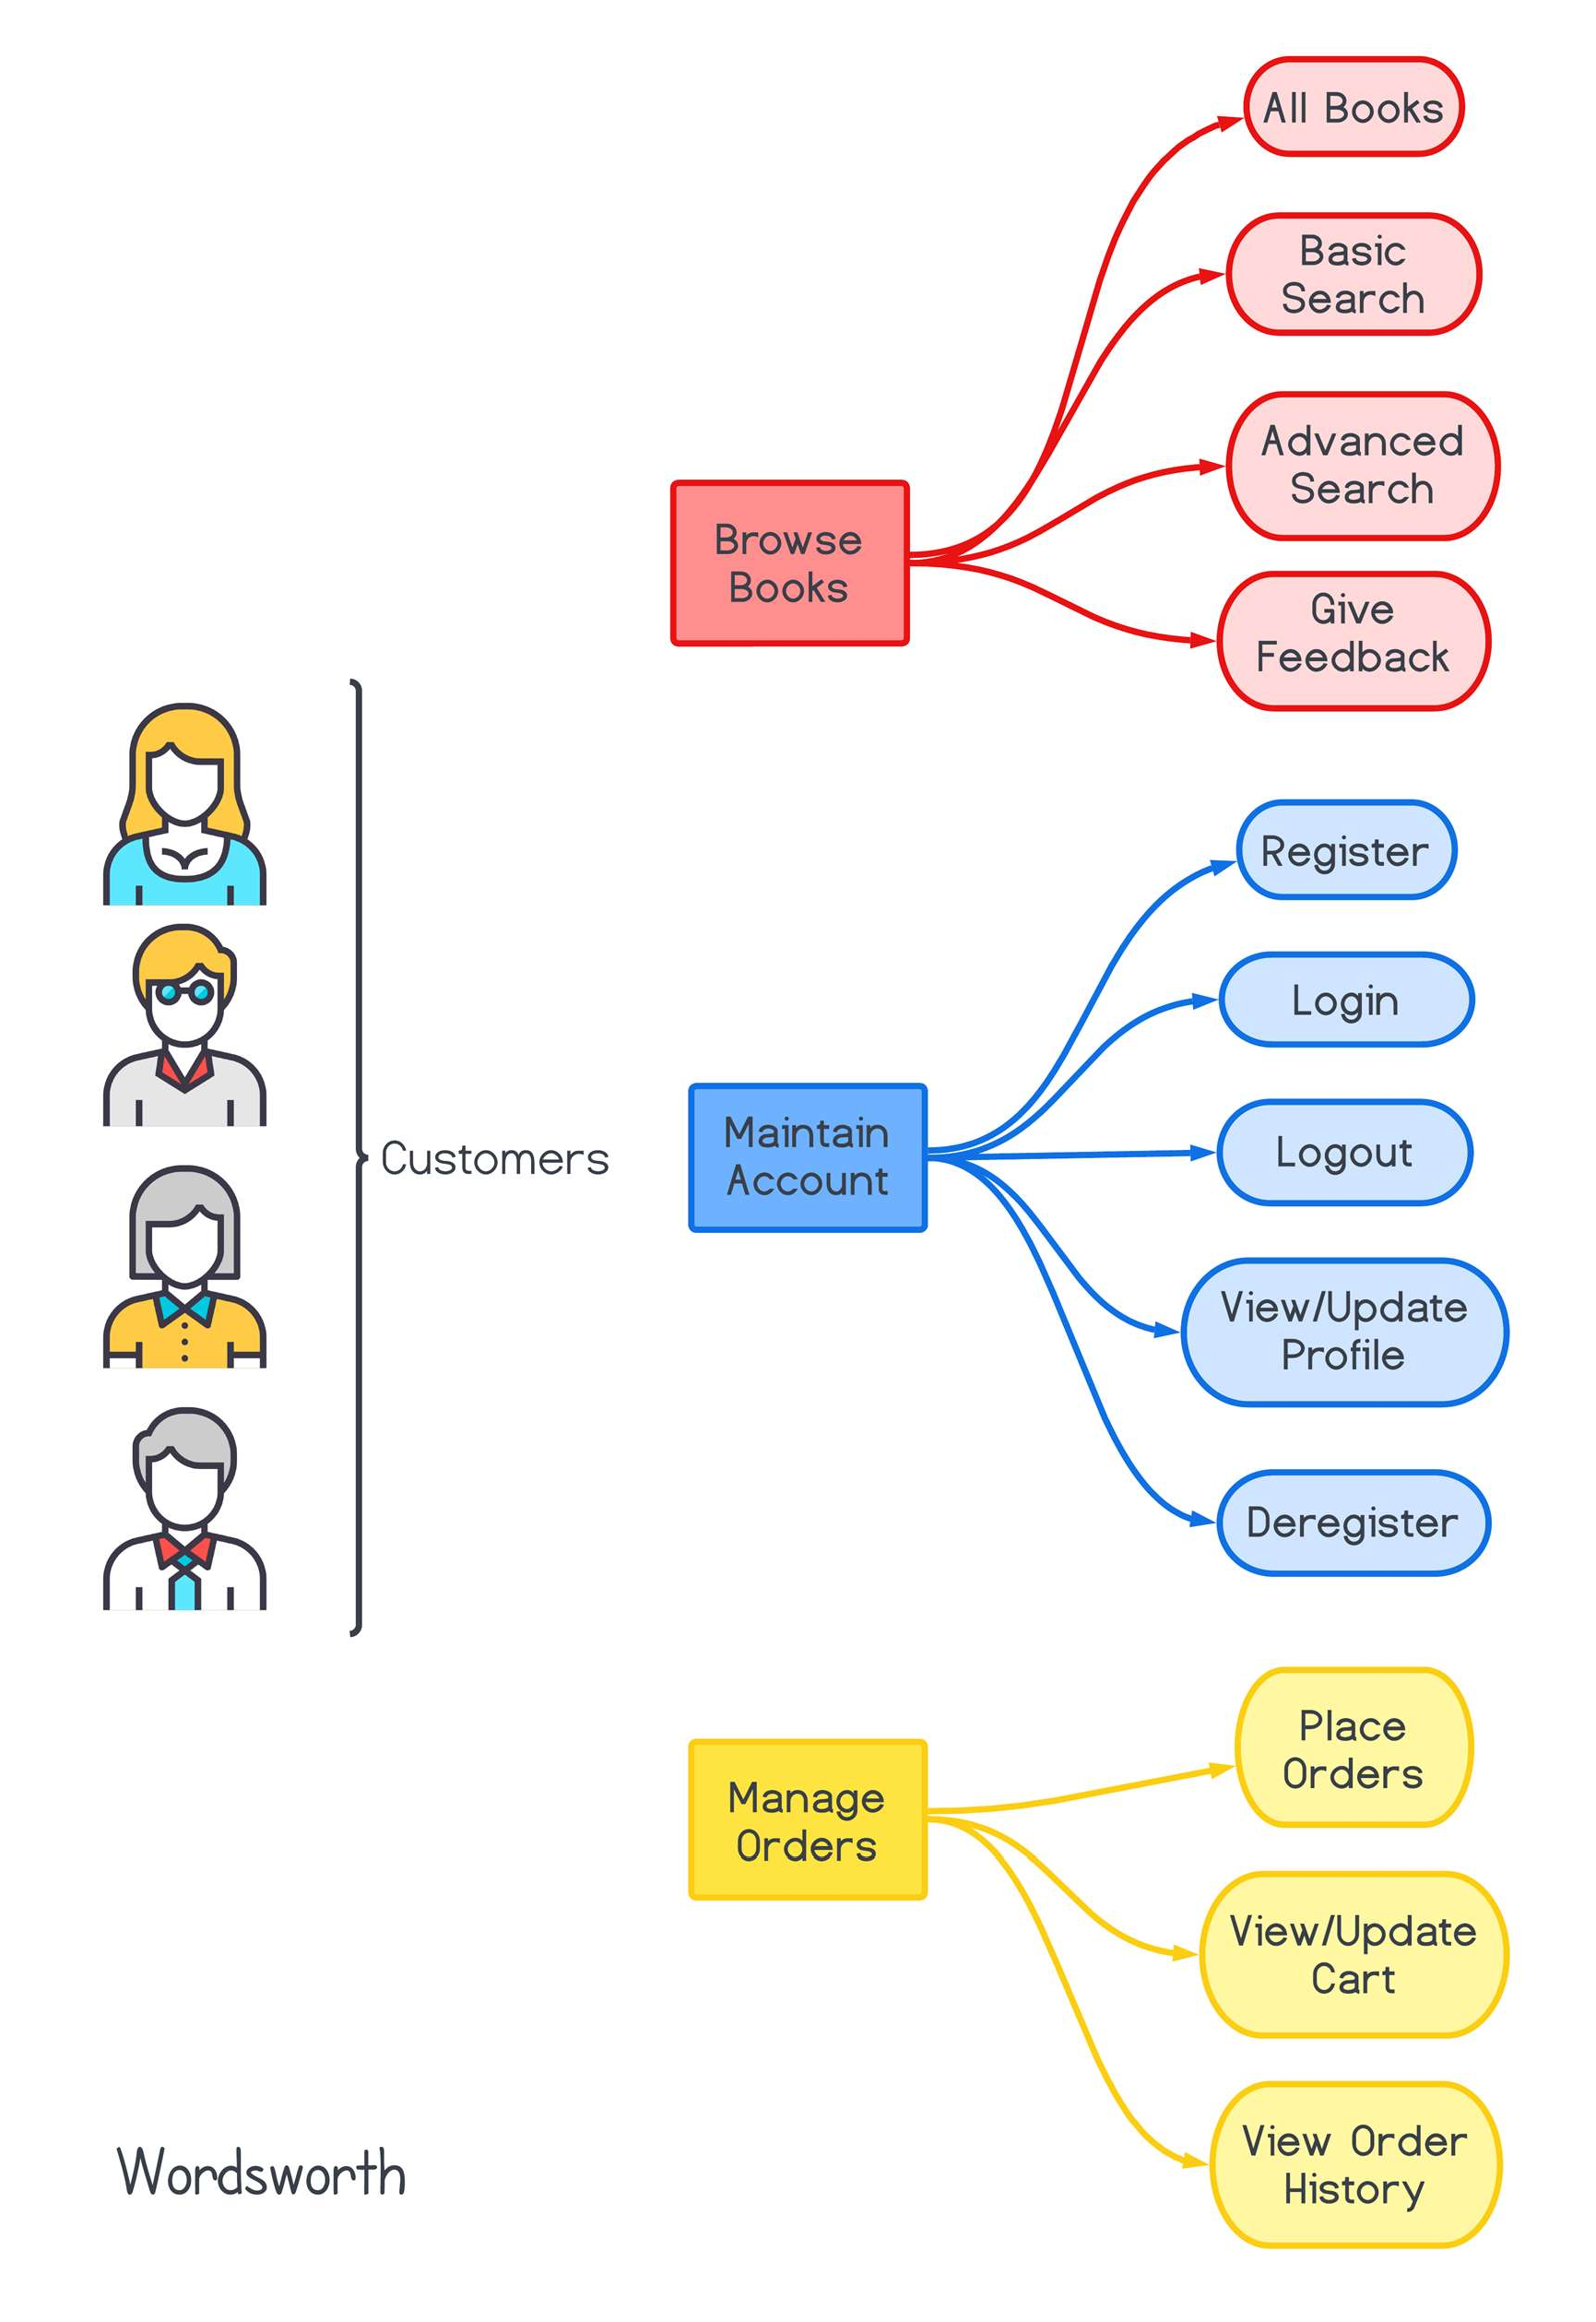 All Books
Basic
Search
Advanced
Search
Browse
Books
Give
Feedback
Register
Login
Customers
Maintain
Account
Logout
View/Update
Profile
Deregister
Place
Orders
Manage
Orders
View/Update
Cart
View Order
History
Wordsworth